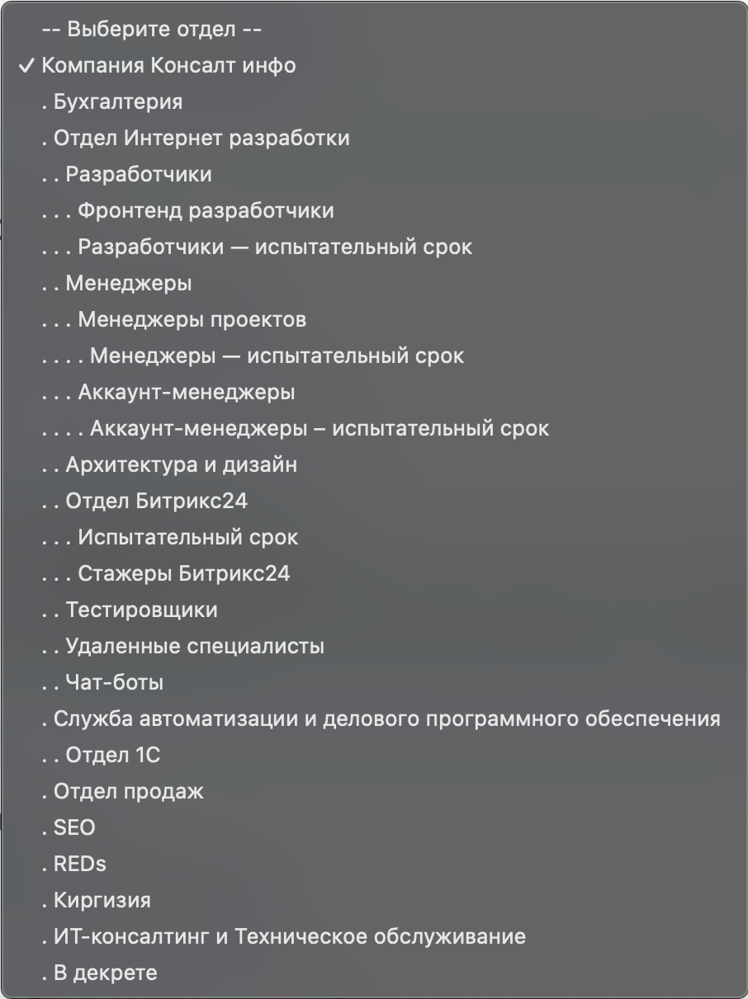 -- Выберите отдел --
✓ Компания Консалт инфо
. Бухгалтерия
. Отдел Интернет разработки
. . Разработчики
. . . Фронтенд разработчики
. . . Разработчики — испытательный срок
. . Менеджеры
. . . Менеджеры проектов
. . . . Менеджеры — испытательный срок
. . . Аккаунт-менеджеры
. . . . Аккаунт-менеджеры – испытательный срок
. . Архитектура и дизайн
. . Отдел Битрикс24
. . . Испытательный срок
. . . Стажеры Битрикс24
. . Тестировщики
. . Удаленные специалисты
. . Чат-боты
. Служба автоматизации и делового программного обеспечения
. . Отдел 1С
. Отдел продаж
. SEO
. REDs
. Киргизия
. ИТ-консалтинг и Техническое обслуживание
. В декрете